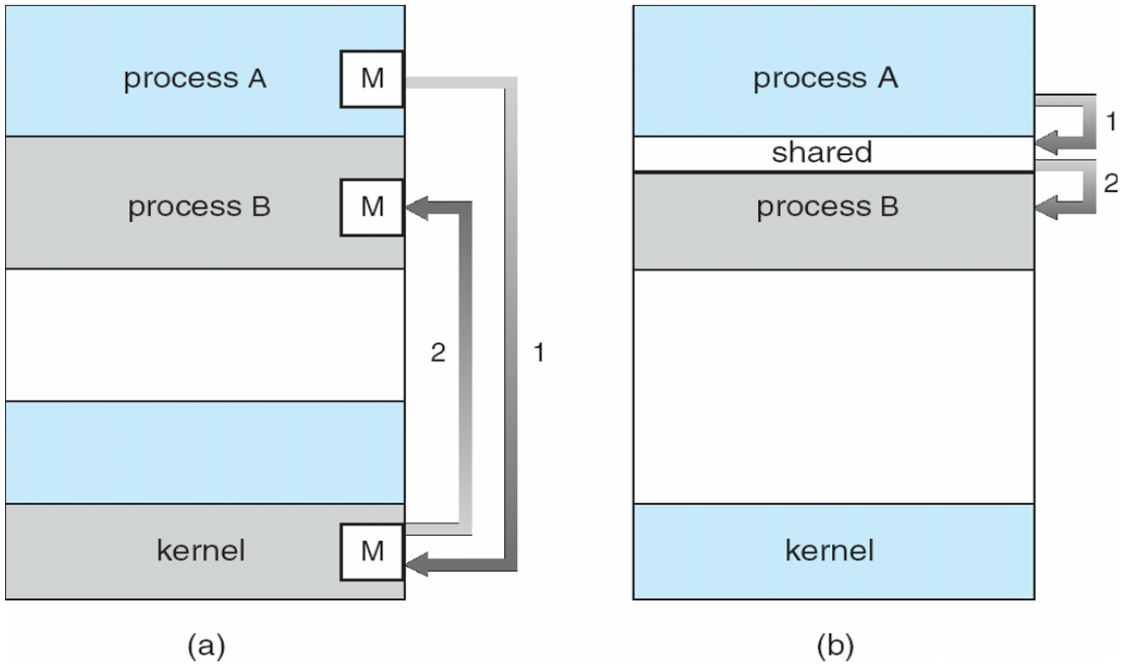 process A M
process B M
2 1
kernel M
(a)
process A
1
shared
2
process B
kernel
(b)